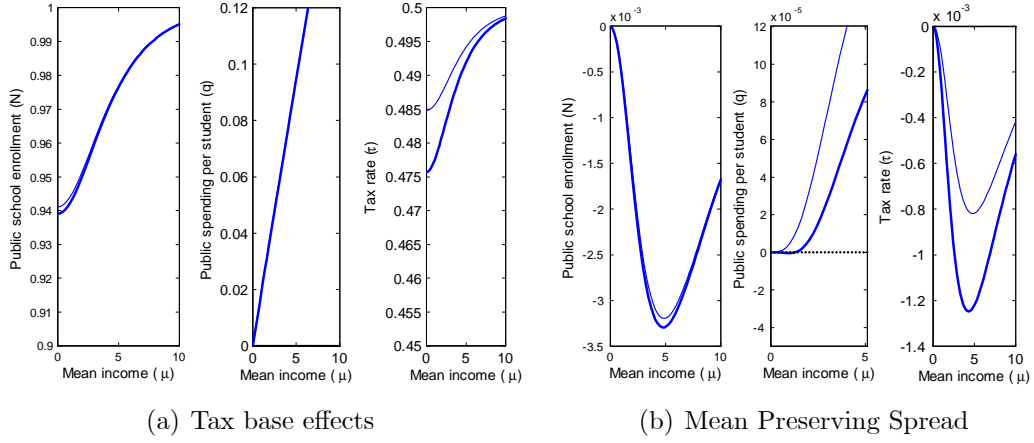 Public school enrollment (N)
1
0.99
0.98
0.97
0.96
0.95
0.94
0.93
0.92
0.91
0.9
0 5 10
Mean income ( μ)
Public spending per student (q)
0.12
0.08
0.04
0
0 5 10
Mean income ( μ)
Tax rate (τ)
0.5
0.495
0.49
0.485
0.48
0.475
0.47
0.465
0.46
0.455
0.45
0 5 10
Mean income ( μ)
(a) Tax base effects
x 10⁻³
Public school enrollment (N)
0
-0.5
-1
-1.5
-2
-2.5
-3
-3.5
0 5 10
Mean income ( μ)
x 10⁻⁵
Public spending per student (q)
12
10
8
6
4
2
0
-2
-4
0 5
Mean income ( μ)
x 10⁻³
Tax rate (τ)
0
-0.2
-0.4
-0.6
-0.8
-1
-1.2
-1.4
0 5 10
Mean income ( μ)
(b) Mean Preserving Spread